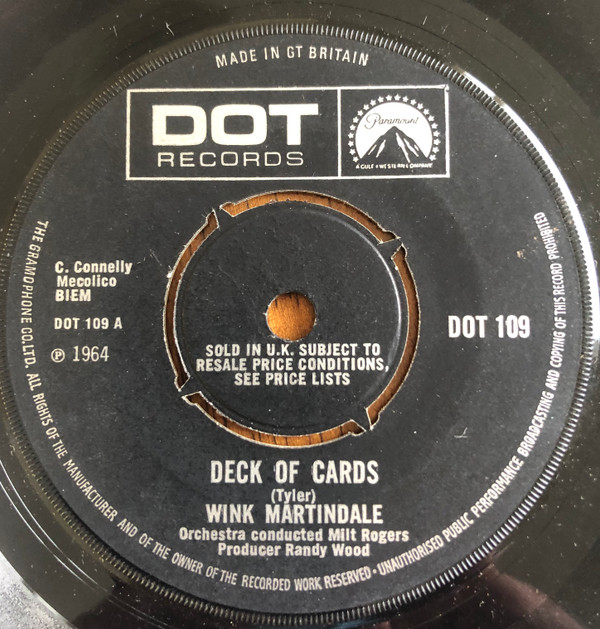 MADE IN GT BRITAIN
DOT
RECORDS
Paramount
A GULF + WESTERN COMPANY
C. Connelly
Mecolico
BIEM
DOT 109 A
℗ 1964
DOT 109
SOLD IN U.K. SUBJECT TO
RESALE PRICE CONDITIONS,
SEE PRICE LISTS
DECK OF CARDS
(Tyler)
WINK MARTINDALE
Orchestra conducted Milt Rogers
Producer Randy Wood
THE GRAMOPHONE CO.LTD. ALL RIGHTS OF THE MANUFACTURER AND OF THE OWNER OF THE RECORDED WORK RESERVED·UNAUTHORISED PUBLIC PERFORMANCE BROADCASTING AND COPYING OF THIS RECORD PROHIBITED